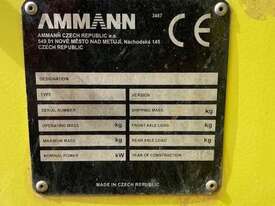 AMMANN
3457
CE
AMMANN CZECH REPUBLIC a.s.
549 01 NOVÉ MĚSTO NAD METUJÍ, Náchodská 145
CZECH REPUBLIC
DESIGNATION
TYPE VERSION
SERIAL NUMBER SHIPPING MASS kg
OPERATING MASS kg FRONT AXLE LOAD kg
MAXIMUM MASS kg REAR AXLE LOAD kg
NOMINAL POWER kW YEAR OF CONSTRUCTION
MADE IN CZECH REPUBLIC